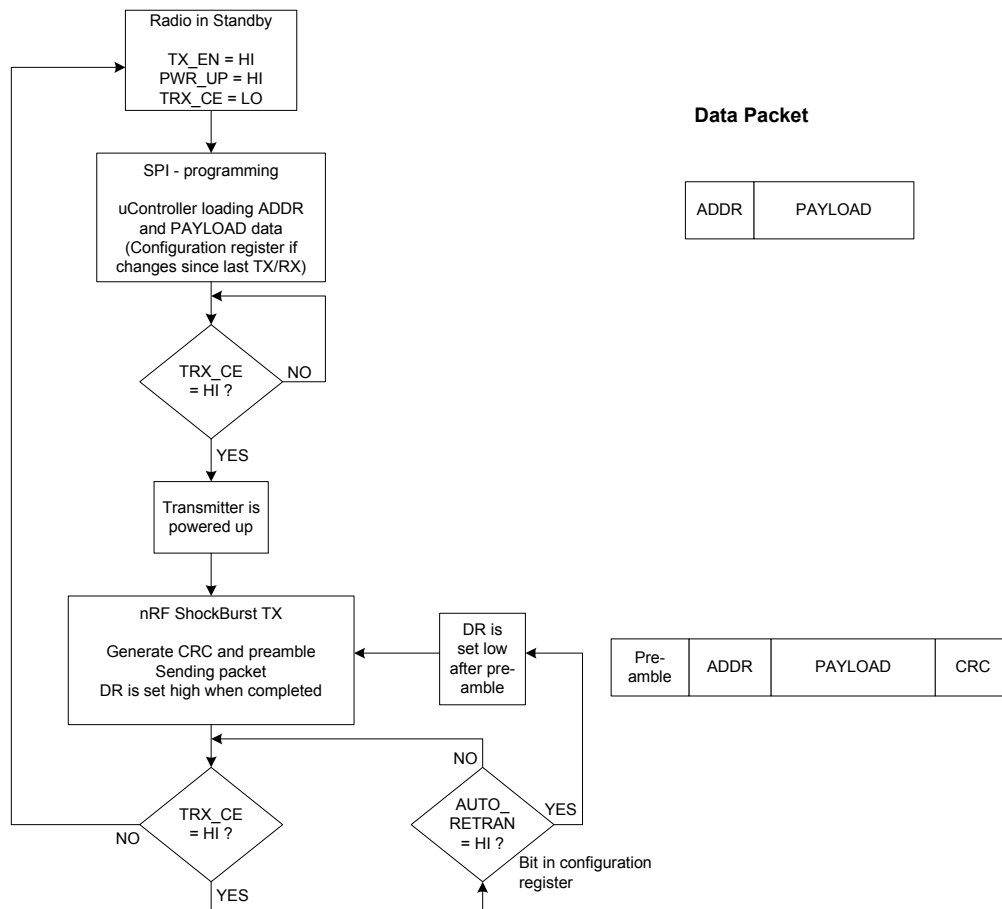 Radio in Standby
TX_EN = HI
PWR_UP = HI
TRX_CE = LO
Data Packet
SPI - programming
uController loading ADDR
and PAYLOAD data
(Configuration register if
changes since last TX/RX)
ADDR
PAYLOAD
TRX_CE
= HI ?
NO
YES
Transmitter is
powered up
nRF ShockBurst TX
Generate CRC and preamble
Sending packet
DR is set high when completed
DR is
set low
after pre-
amble
Pre-
amble
ADDR
PAYLOAD
CRC
NO
TRX_CE
= HI ?
NO
YES
AUTO_
RETRAN
= HI ?
YES
Bit in configuration
register